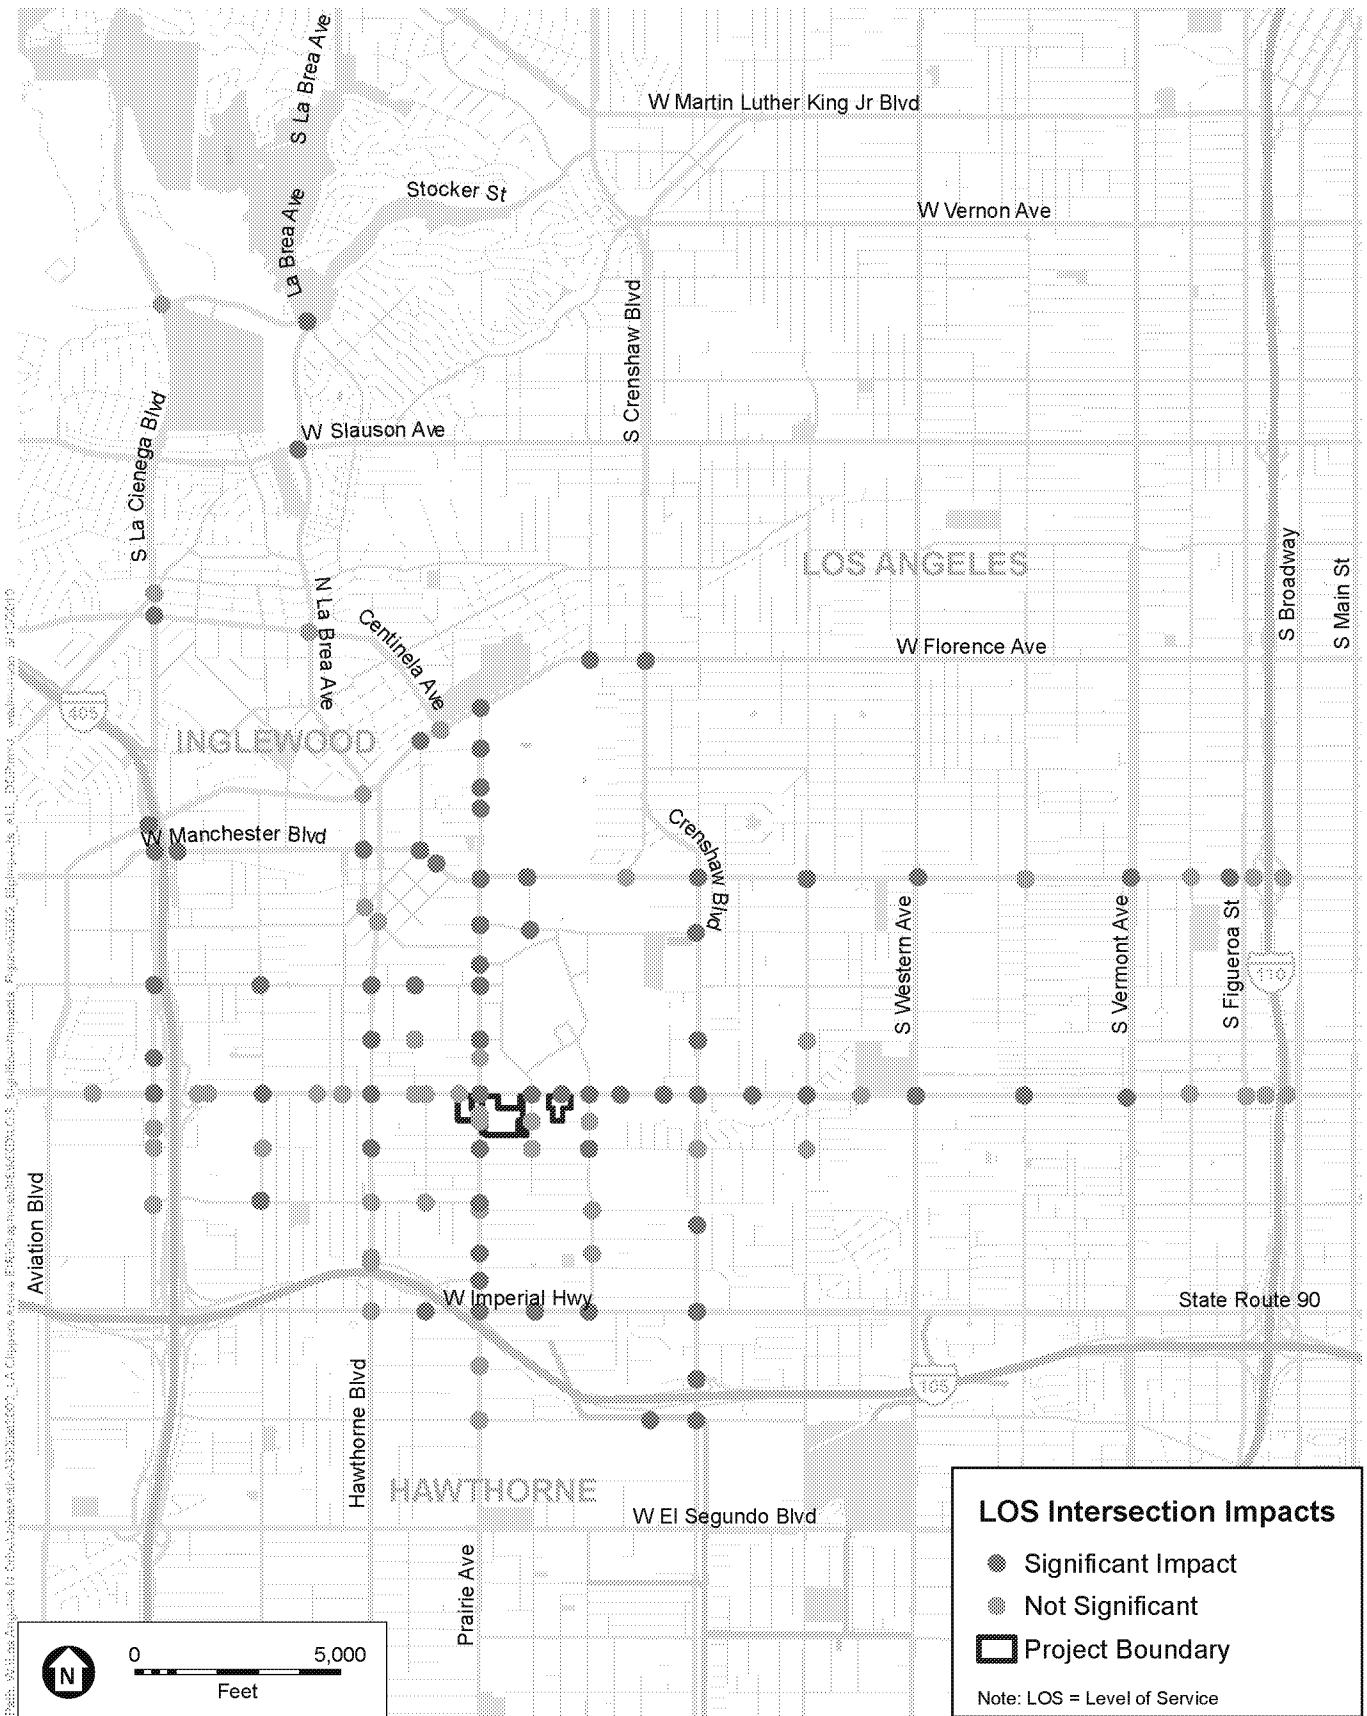 S La Brea Ave
W Martin Luther King Jr Blvd
Stocker St
La Brea Ave
W Vernon Ave
S Crenshaw Blvd
S La Cienega Blvd
W Slauson Ave
LOS ANGELES
S Broadway
S Main St
N La Brea Ave
Centinela Ave
W Florence Ave
405
INGLEWOOD
W Manchester Blvd
Crenshaw Blvd
S Western Ave
S Vermont Ave
S Figueroa St
110
Aviation Blvd
W Imperial Hwy
State Route 90
Hawthorne Blvd
105
HAWTHORNE
W El Segundo Blvd
Prairie Ave
LOS Intersection Impacts
Significant Impact
Not Significant
Project Boundary
Note: LOS = Level of Service
N
0 5,000
Feet